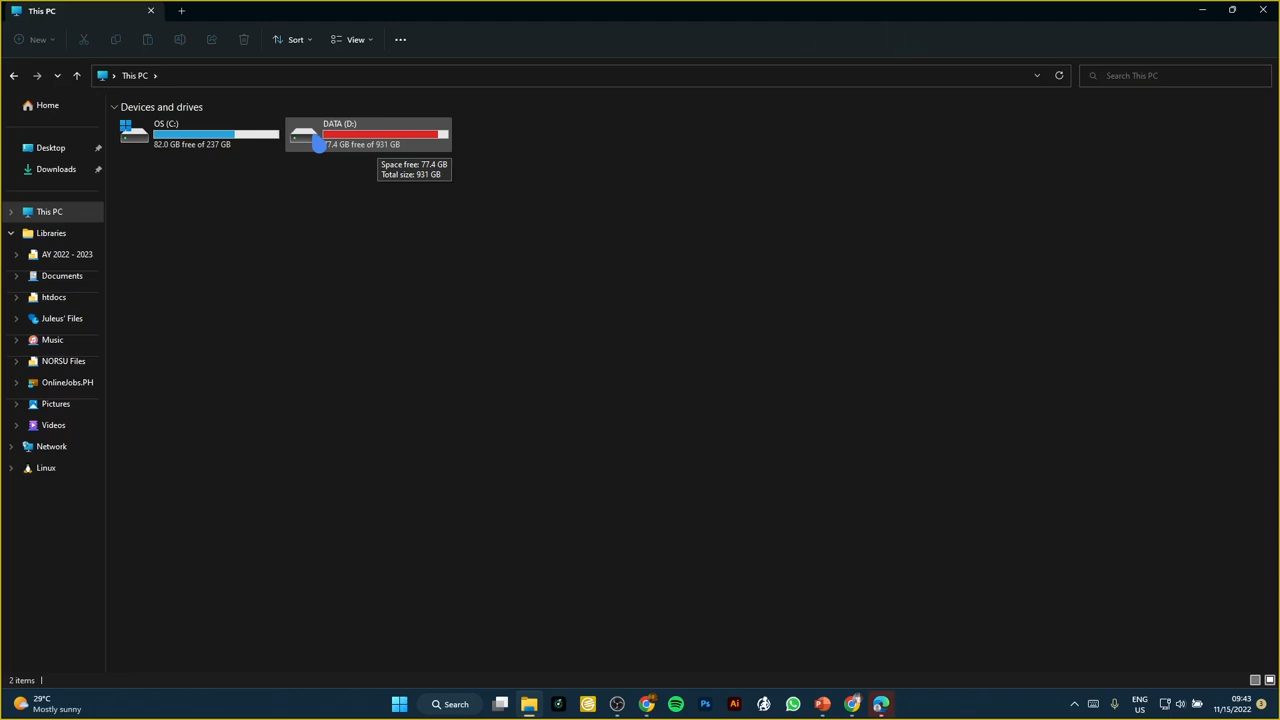 This PC
New
Sort
View
This PC
Search This PC
Home
Desktop
Downloads
This PC
Libraries
AY 2022 - 2023
Documents
htdocs
Juleus' Files
Music
NORSU Files
OnlineJobs.PH
Pictures
Videos
Network
Linux
Devices and drives
OS (C:)
82.0 GB free of 237 GB
DATA (D:)
77.4 GB free of 931 GB
Space free: 77.4 GB
Total size: 931 GB
2 items
29°C
Mostly sunny
Search
Ps
Ai
ENG
US
09:43
11/15/2022